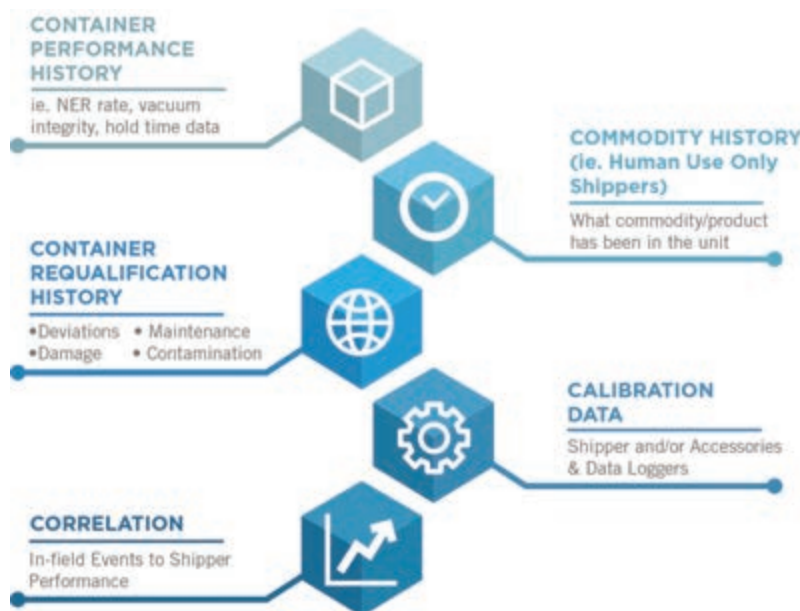 CONTAINER
PERFORMANCE
HISTORY
ie. NER rate, vacuum
integrity, hold time data
COMMODITY HISTORY
(ie. Human Use Only
Shippers)
What commodity/product
has been in the unit
CONTAINER
REQUALIFICATION
HISTORY
•Deviations • Maintenance
•Damage • Contamination
CALIBRATION
DATA
Shipper and/or Accessories
& Data Loggers
CORRELATION
In-field Events to Shipper
Performance